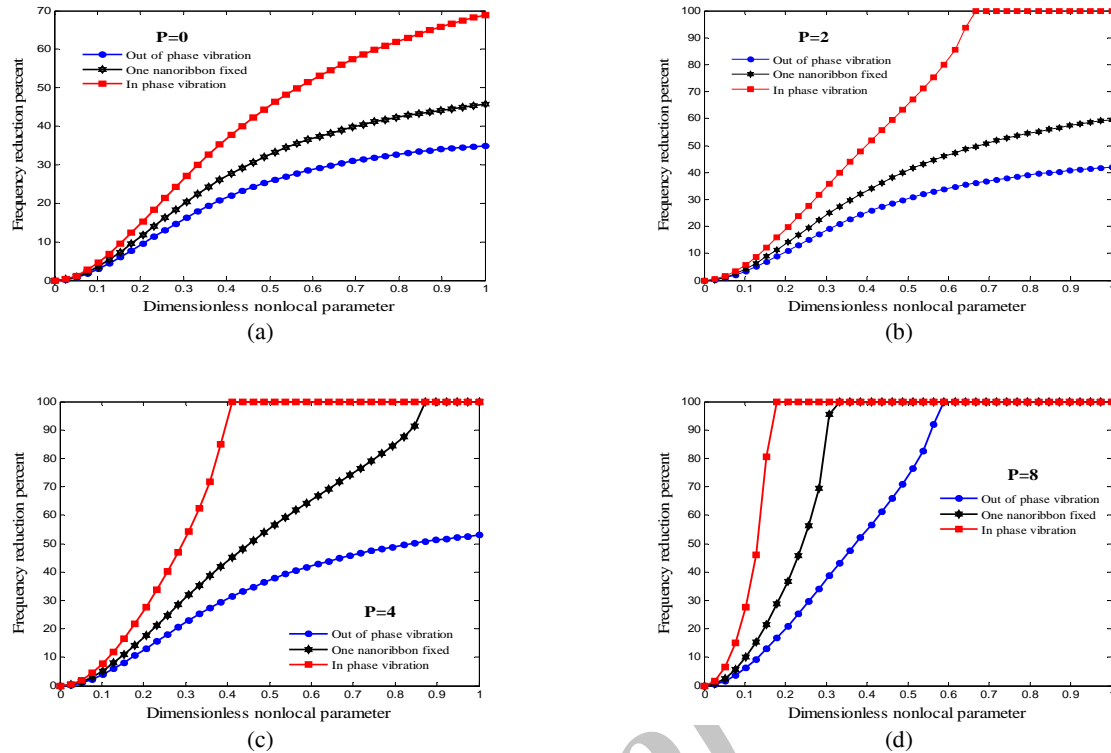 P=0
Out of phase vibration
One nanoribbon fixed
In phase vibration
Frequency reduction percent
70
60
50
40
30
20
10
0
0 0.1 0.2 0.3 0.4 0.5 0.6 0.7 0.8 0.9 1
Dimensionless nonlocal parameter
(a)
P=2
Out of phase vibration
One nanoribbon fixed
In phase vibration
Frequency reduction percent
100
90
80
70
60
50
40
30
20
10
0
0 0.1 0.2 0.3 0.4 0.5 0.6 0.7 0.8 0.9 1
Dimensionless nonlocal parameter
(b)
P=4
Out of phase vibration
One nanoribbon fixed
In phase vibration
Frequency reduction percent
100
90
80
70
60
50
40
30
20
10
0
0 0.1 0.2 0.3 0.4 0.5 0.6 0.7 0.8 0.9 1
Dimensionless nonlocal parameter
(c)
P=8
Out of phase vibration
One nanoribbon fixed
In phase vibration
Frequency reduction percent
100
90
80
70
60
50
40
30
20
10
0
0 0.1 0.2 0.3 0.4 0.5 0.6 0.7 0.8 0.9 1
Dimensionless nonlocal parameter
(d)